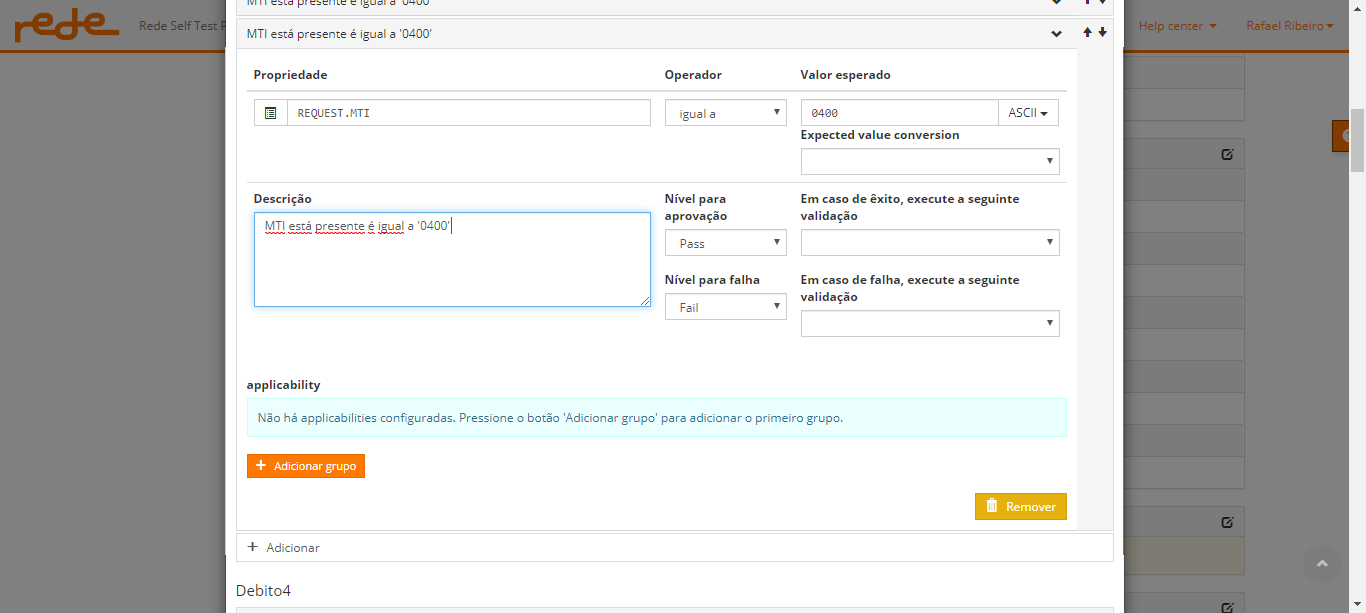 MTI está presente é igual a '0400'
rede
Rede Self Test
Help center
Rafael Ribeiro
MTI está presente é igual a '0400'
Propriedade
Operador
Valor esperado
REQUEST.MTI
igual a
0400
ASCII
Expected value conversion
Descrição
Nível para
aprovação
Em caso de êxito, execute a seguinte
validação
MTI está presente é igual a '0400'
Pass
Nível para falha
Em caso de falha, execute a seguinte
validação
Fail
applicability
Não há applicabilities configuradas. Pressione o botão 'Adicionar grupo' para adicionar o primeiro grupo.
+ Adicionar grupo
Remover
+ Adicionar
Debito4